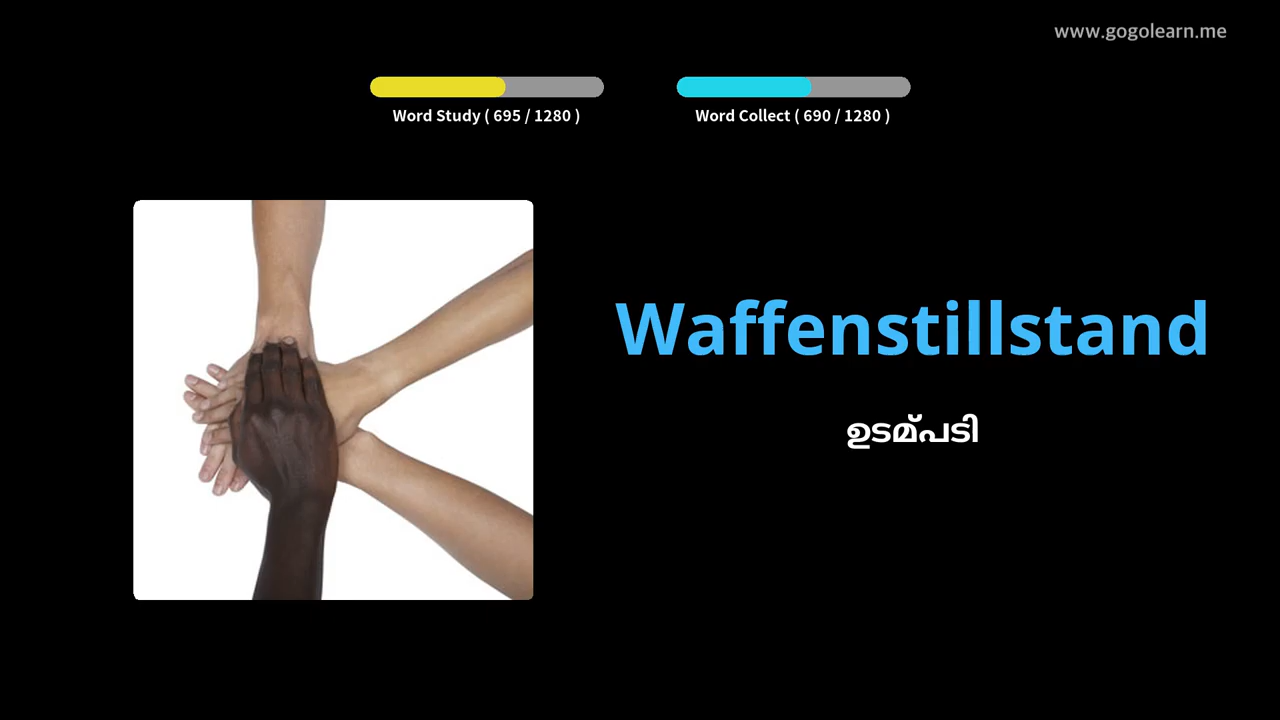 www.gogolearn.me
Word Study ( 695 / 1280 )
Word Collect ( 690 / 1280 )
Waffenstillstand
ഉടമ്പടി